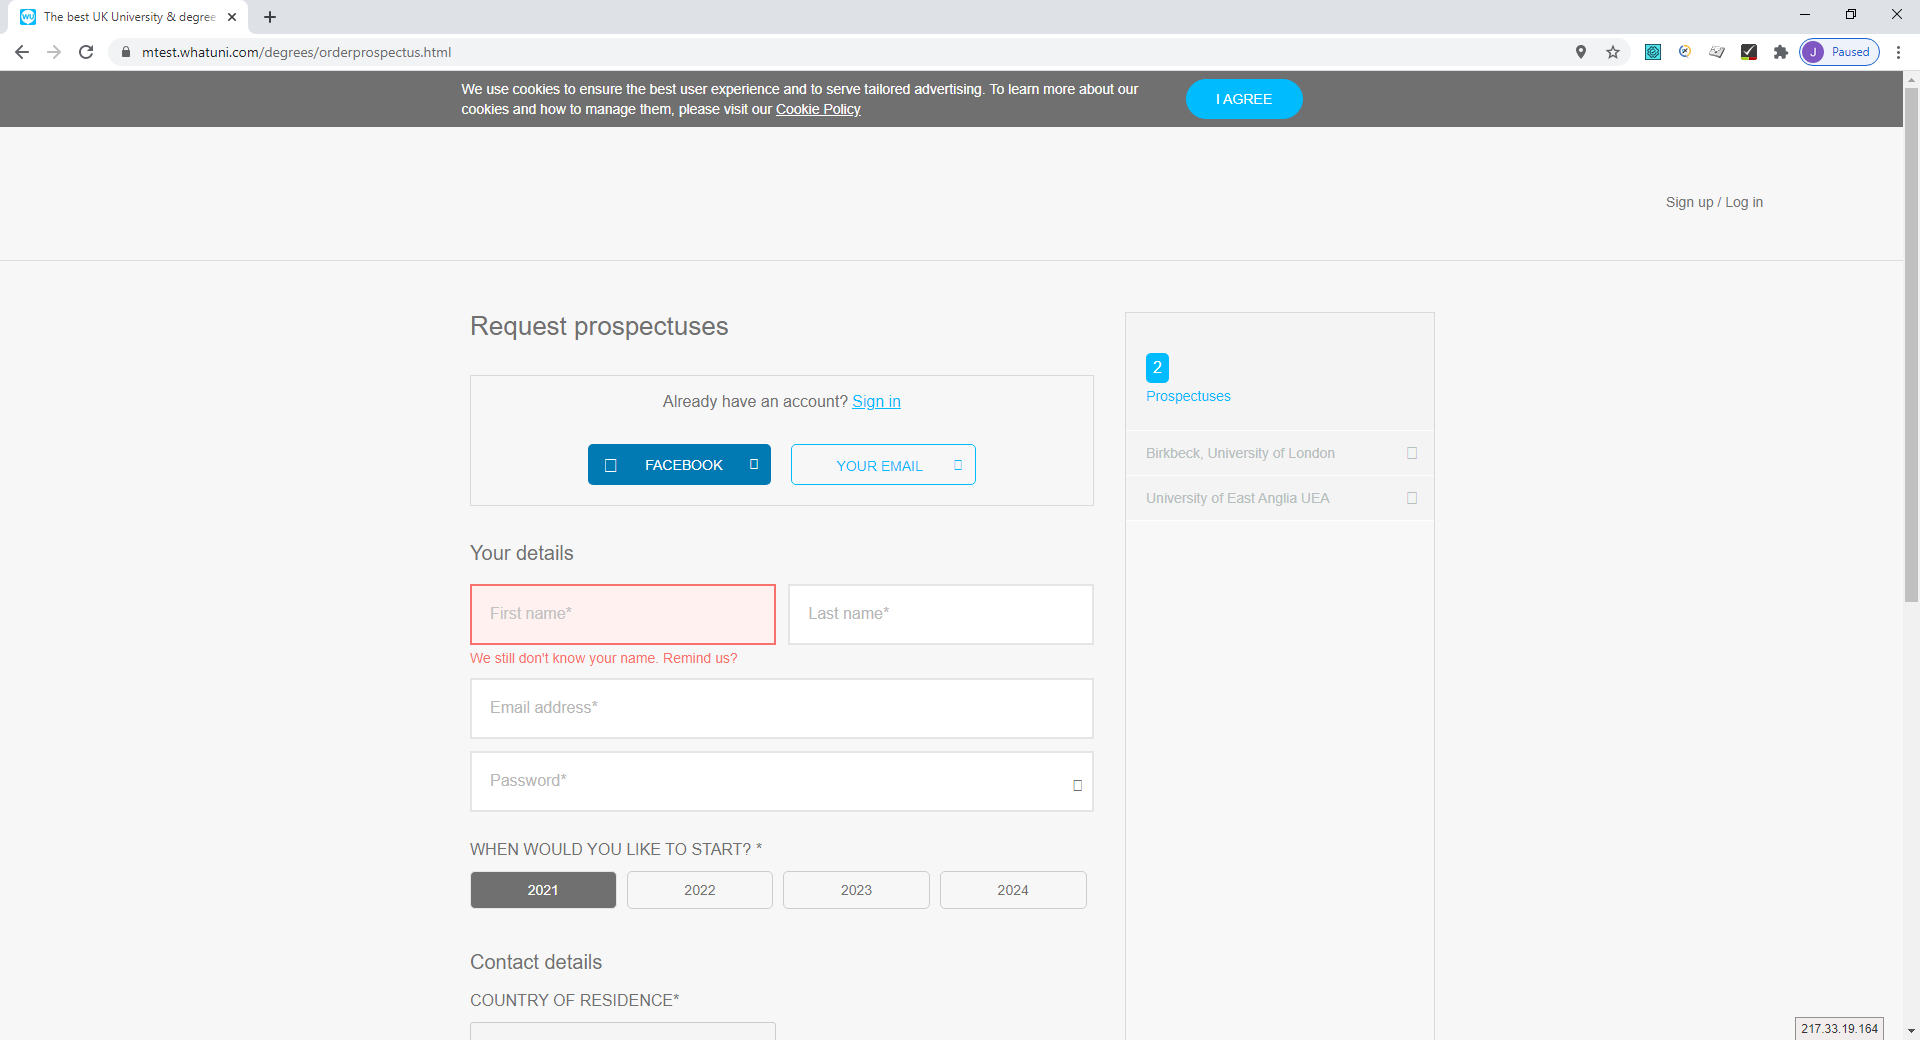 The best UK University & degree
mtest.whatuni.com/degrees/orderprospectus.html
J Paused
We use cookies to ensure the best user experience and to serve tailored advertising. To learn more about our
cookies and how to manage them, please visit our Cookie Policy
I AGREE
Sign up / Log in
Request prospectuses
Already have an account? Sign in
FACEBOOK
YOUR EMAIL
2
Prospectuses
Birkbeck, University of London
University of East Anglia UEA
Your details
First name*
Last name*
We still don't know your name. Remind us?
Email address*
Password*
WHEN WOULD YOU LIKE TO START? *
2021
2022
2023
2024
Contact details
COUNTRY OF RESIDENCE*
217.33.19.164